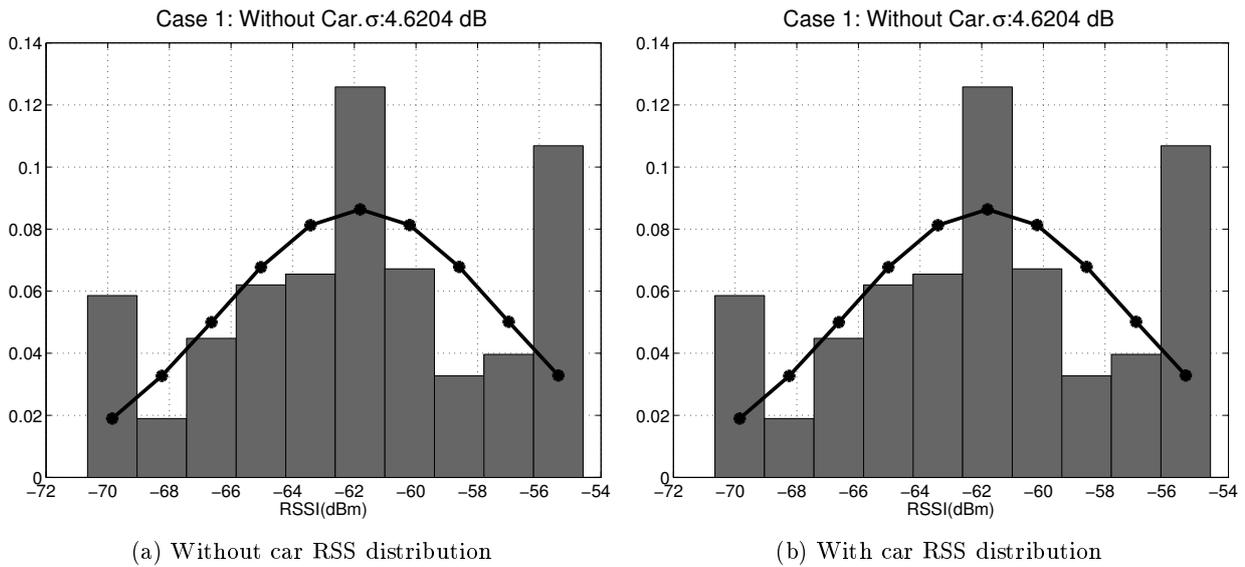 Case 1: Without Car.σ:4.6204 dB
0.14
0.12
0.1
0.08
0.06
0.04
0.02
0
−72 −70 −68 −66 −64 −62 −60 −58 −56 −54
RSSI(dBm)
(a) Without car RSS distribution
Case 1: Without Car.σ:4.6204 dB
0.14
0.12
0.1
0.08
0.06
0.04
0.02
0
−72 −70 −68 −66 −64 −62 −60 −58 −56 −54
RSSI(dBm)
(b) With car RSS distribution